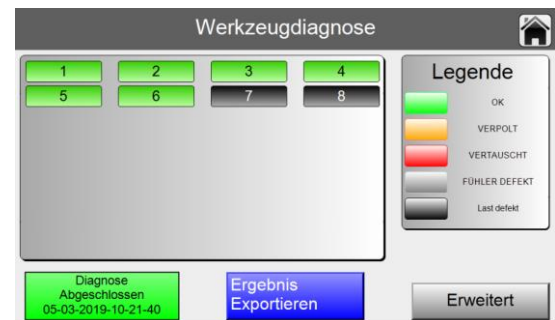 Werkzeugdiagnose
1 2 3 4
5 6 7 8
Legende
OK
VERPOLT
VERTAUSCHT
FÜHLER DEFEKT
Last defekt
Diagnose
Abgeschlossen
05-03-2019-10-21-40
Ergebnis
Exportieren
Erweitert